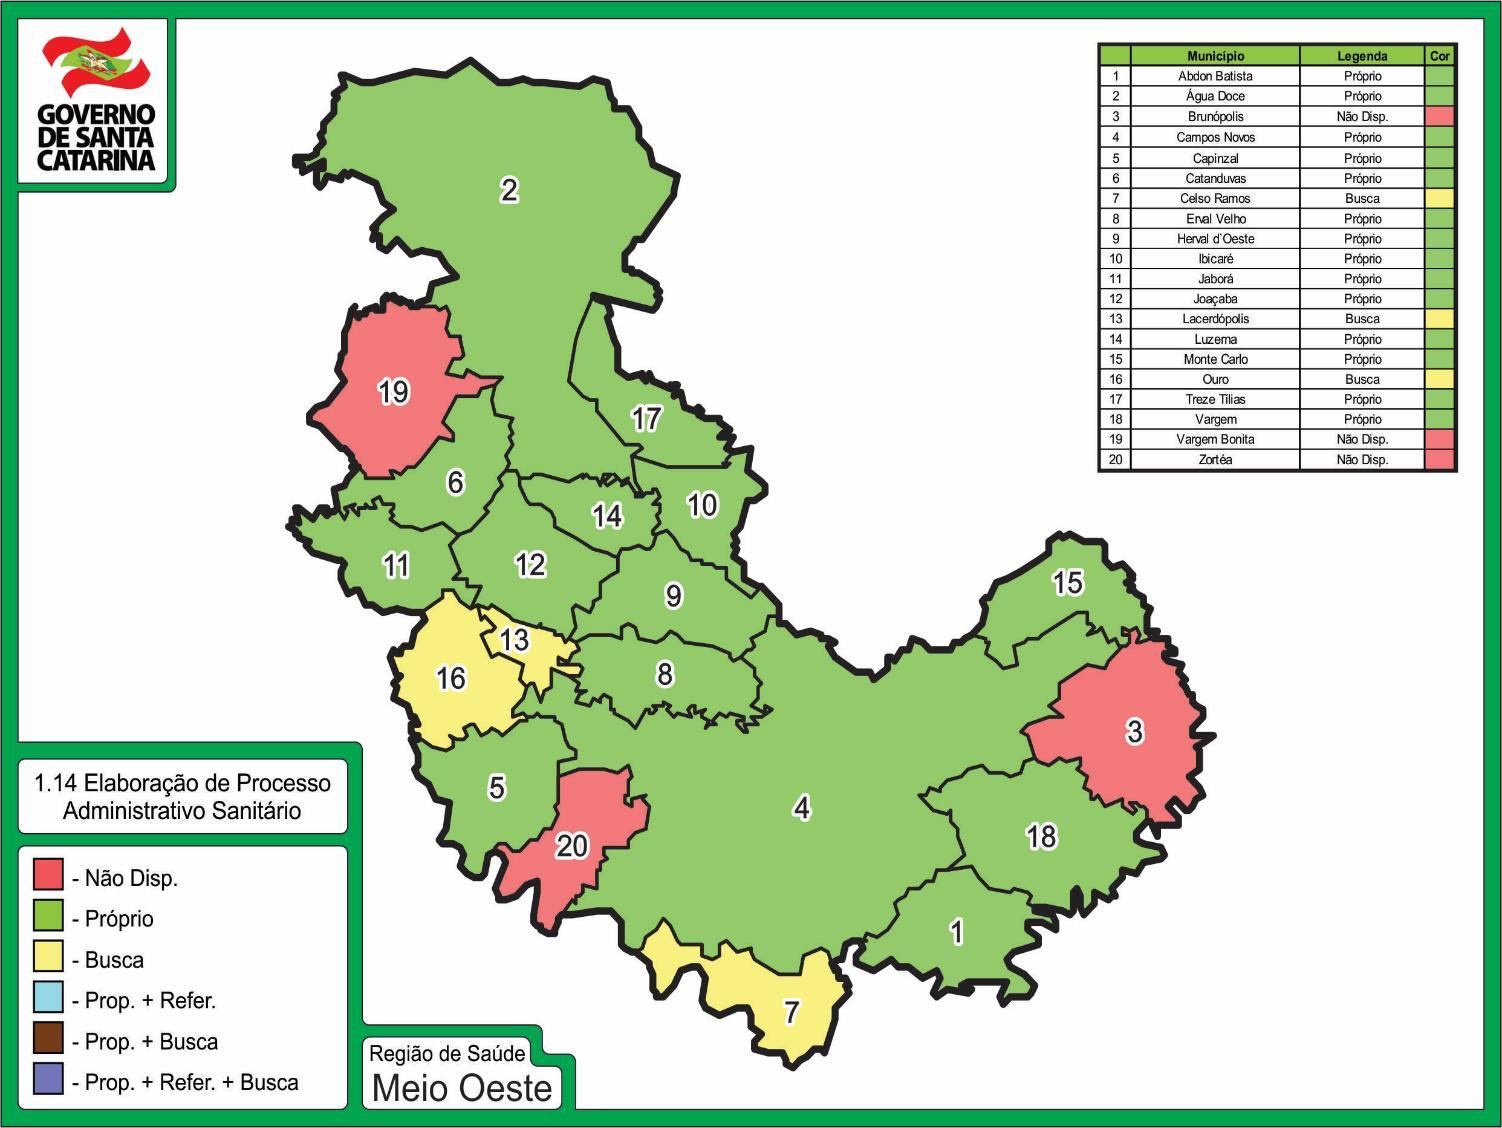 GOVERNO
DE SANTA
CATARINA
Município Legenda Cor
1 Abdon Batista Próprio
2 Água Doce Próprio
3 Brunópolis Não Disp.
4 Campos Novos Próprio
5 Capinzal Próprio
6 Catanduvas Próprio
7 Celso Ramos Busca
8 Erval Velho Próprio
9 Herval d`Oeste Próprio
10 Ibicaré Próprio
11 Jaborá Próprio
12 Joaçaba Próprio
13 Lacerdópolis Busca
14 Luzerna Próprio
15 Monte Carlo Próprio
16 Ouro Busca
17 Treze Tílias Próprio
18 Vargem Próprio
19 Vargem Bonita Não Disp.
20 Zortéa Não Disp.
2
19
17
6
10
14
11
12
15
9
13
8
16
3
5
4
18
20
1
7
1.14 Elaboração de Processo
Administrativo Sanitário
- Não Disp.
- Próprio
- Busca
- Prop. + Refer.
- Prop. + Busca
- Prop. + Refer. + Busca
Região de Saúde
Meio Oeste